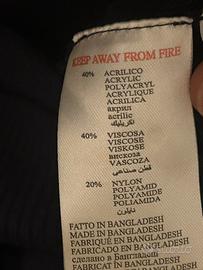 KEEP AWAY FROM FIRE
40% ACRILICO
ACRYLIC
POLYACRYL
ACRYLIQUE
ACRILICA
акрил
acrilic
اكريليك
40% VISCOSA
VISCOSE
VISKOSE
вискоза
VASCOZA
قطن صناعي
20% NYLON
POLYAMID
POLYAMIDE
POLIAMIDA
نايلون
FATTO IN BANGLADESH
MADE IN BANGLADESH
FABRIQUÉ EN BANGLADESH
FABRICADO EN BANGLADESH
сделано в Бангладеш
FABRICAT IN BANGLADESH